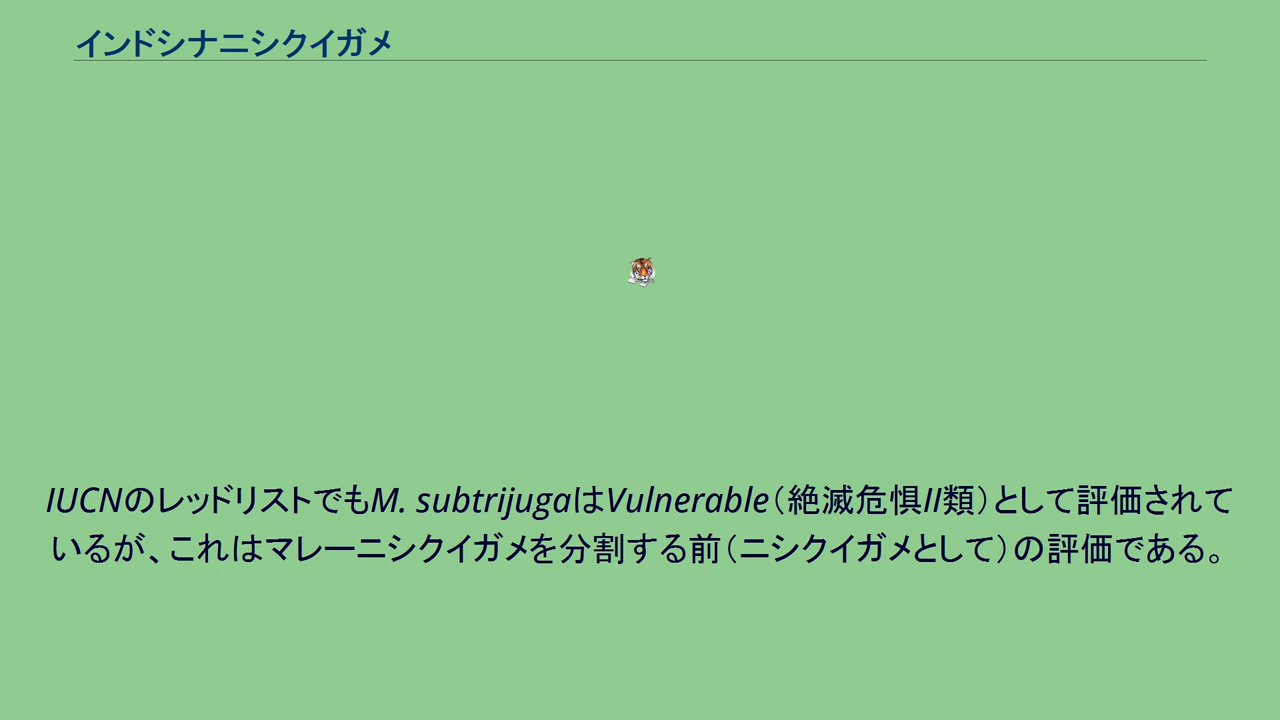 インドシナニシクイガメ
IUCNのレッドリストでもM. subtrijugaはVulnerable（絶滅危惧II類）として評価されて
いるが、これはマレーニシクイガメを分割する前（ニシクイガメとして）の評価である。